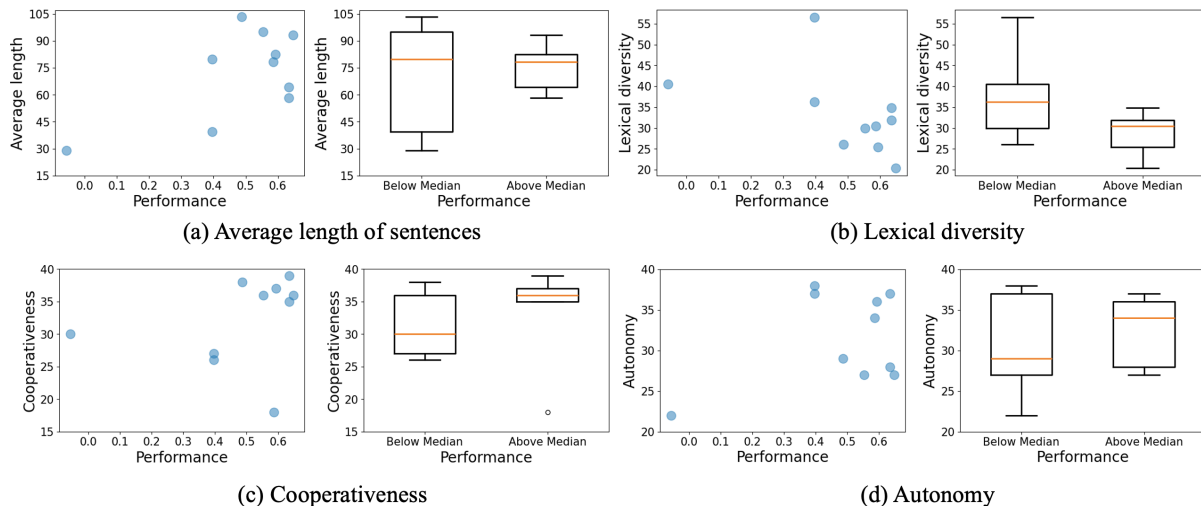 105
90
75
60
45
30
15
Average length
0.0 0.1 0.2 0.3 0.4 0.5 0.6
Performance
105
90
75
60
45
30
15
Average length
Below Median Above Median
Performance
(a) Average length of sentences
55
50
45
40
35
30
25
20
Lexical diversity
0.0 0.1 0.2 0.3 0.4 0.5 0.6
Performance
55
50
45
40
35
30
25
20
Lexical diversity
Below Median Above Median
Performance
(b) Lexical diversity
40
35
30
25
20
15
Cooperativeness
0.0 0.1 0.2 0.3 0.4 0.5 0.6
Performance
40
35
30
25
20
15
Cooperativeness
Below Median Above Median
Performance
(c) Cooperativeness
40
35
30
25
20
Autonomy
0.0 0.1 0.2 0.3 0.4 0.5 0.6
Performance
40
35
30
25
20
Autonomy
Below Median Above Median
Performance
(d) Autonomy